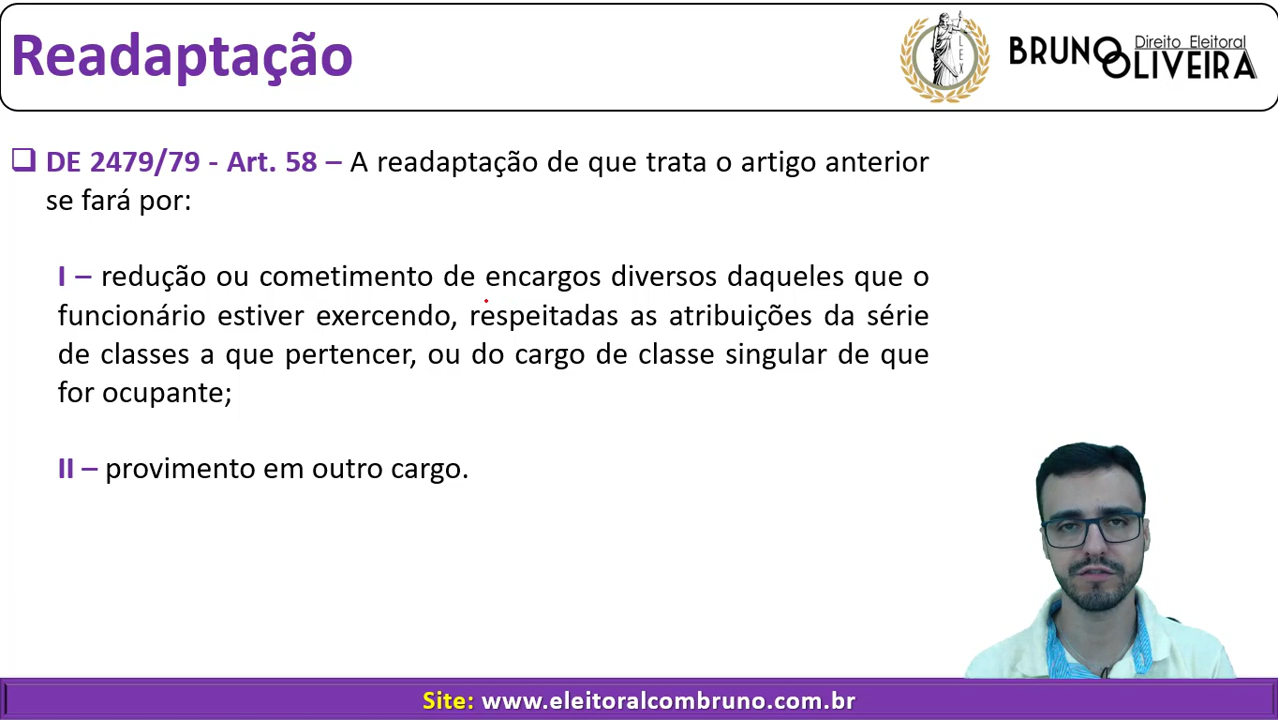 Readaptação
LEX
BRUNO OLIVEIRA
Direito Eleitoral
DE 2479/79 - Art. 58 – A readaptação de que trata o artigo anterior
se fará por:
I – redução ou cometimento de encargos diversos daqueles que o
funcionário estiver exercendo, respeitadas as atribuições da série
de classes a que pertencer, ou do cargo de classe singular de que
for ocupante;
II – provimento em outro cargo.
Site: www.eleitoralcombruno.com.br